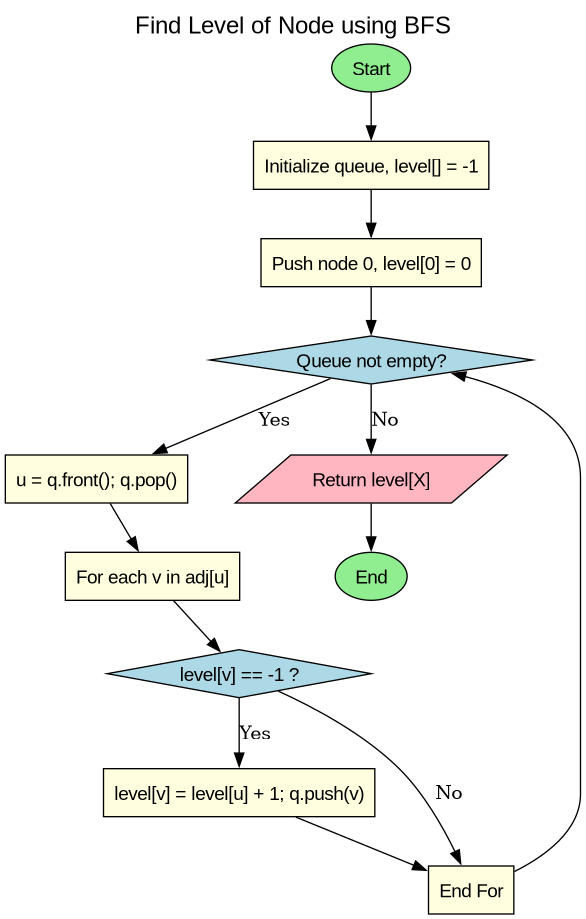 Find Level of Node using BFS
Start
Initialize queue, level[] = -1
Push node 0, level[0] = 0
Queue not empty?
Yes
No
u = q.front(); q.pop()
Return level[X]
For each v in adj[u]
End
level[v] == -1 ?
Yes
No
level[v] = level[u] + 1; q.push(v)
End For